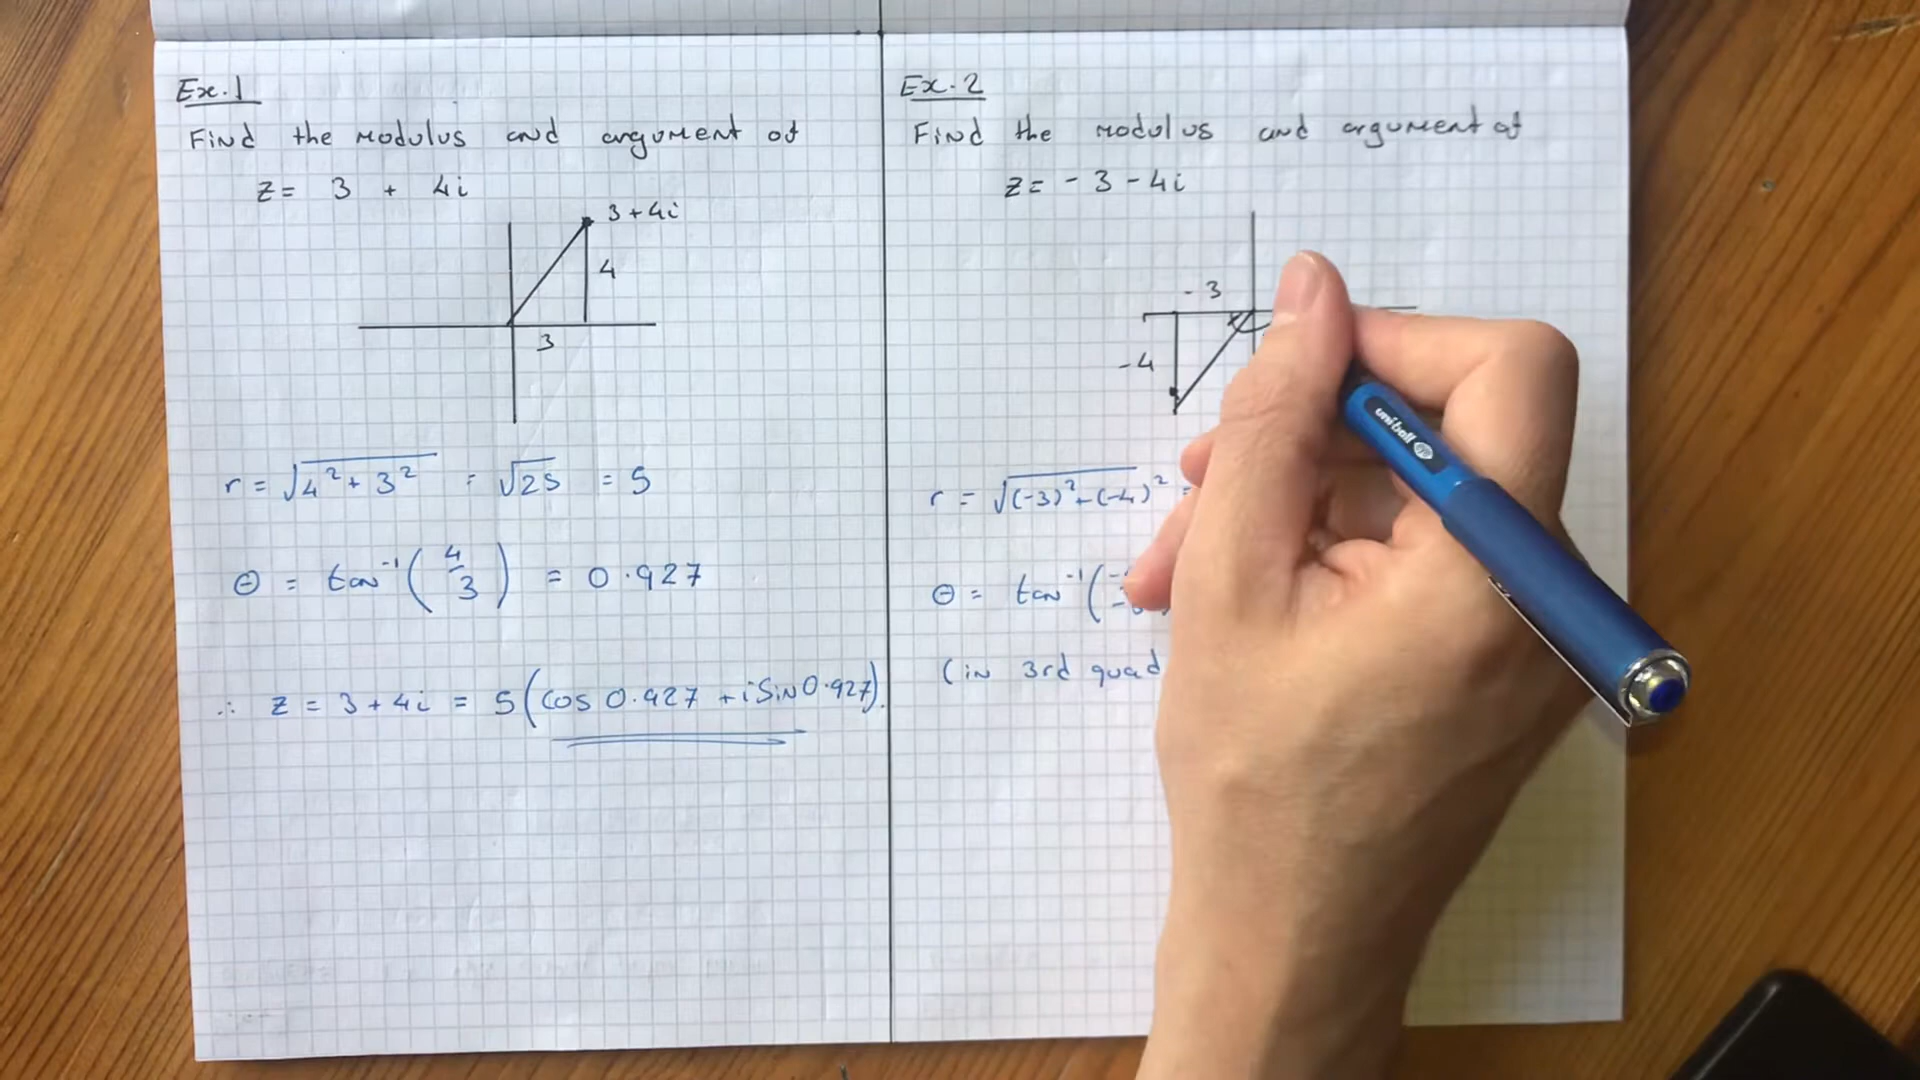 Ex.1
Find the modulus and argument of
z = 3 + 4i
3+4i
4
3
r = √4²+3² = √25 = 5
θ = tan⁻¹(4/3) = 0.927
∴ z = 3+4i = 5(cos 0.927 + i sin 0.927).
Ex.2
Find the modulus and argument of
z = -3-4i
-3
-4
r = √(-3)²+(-4)² =
θ = tan⁻¹(
(in 3rd quad
uniball